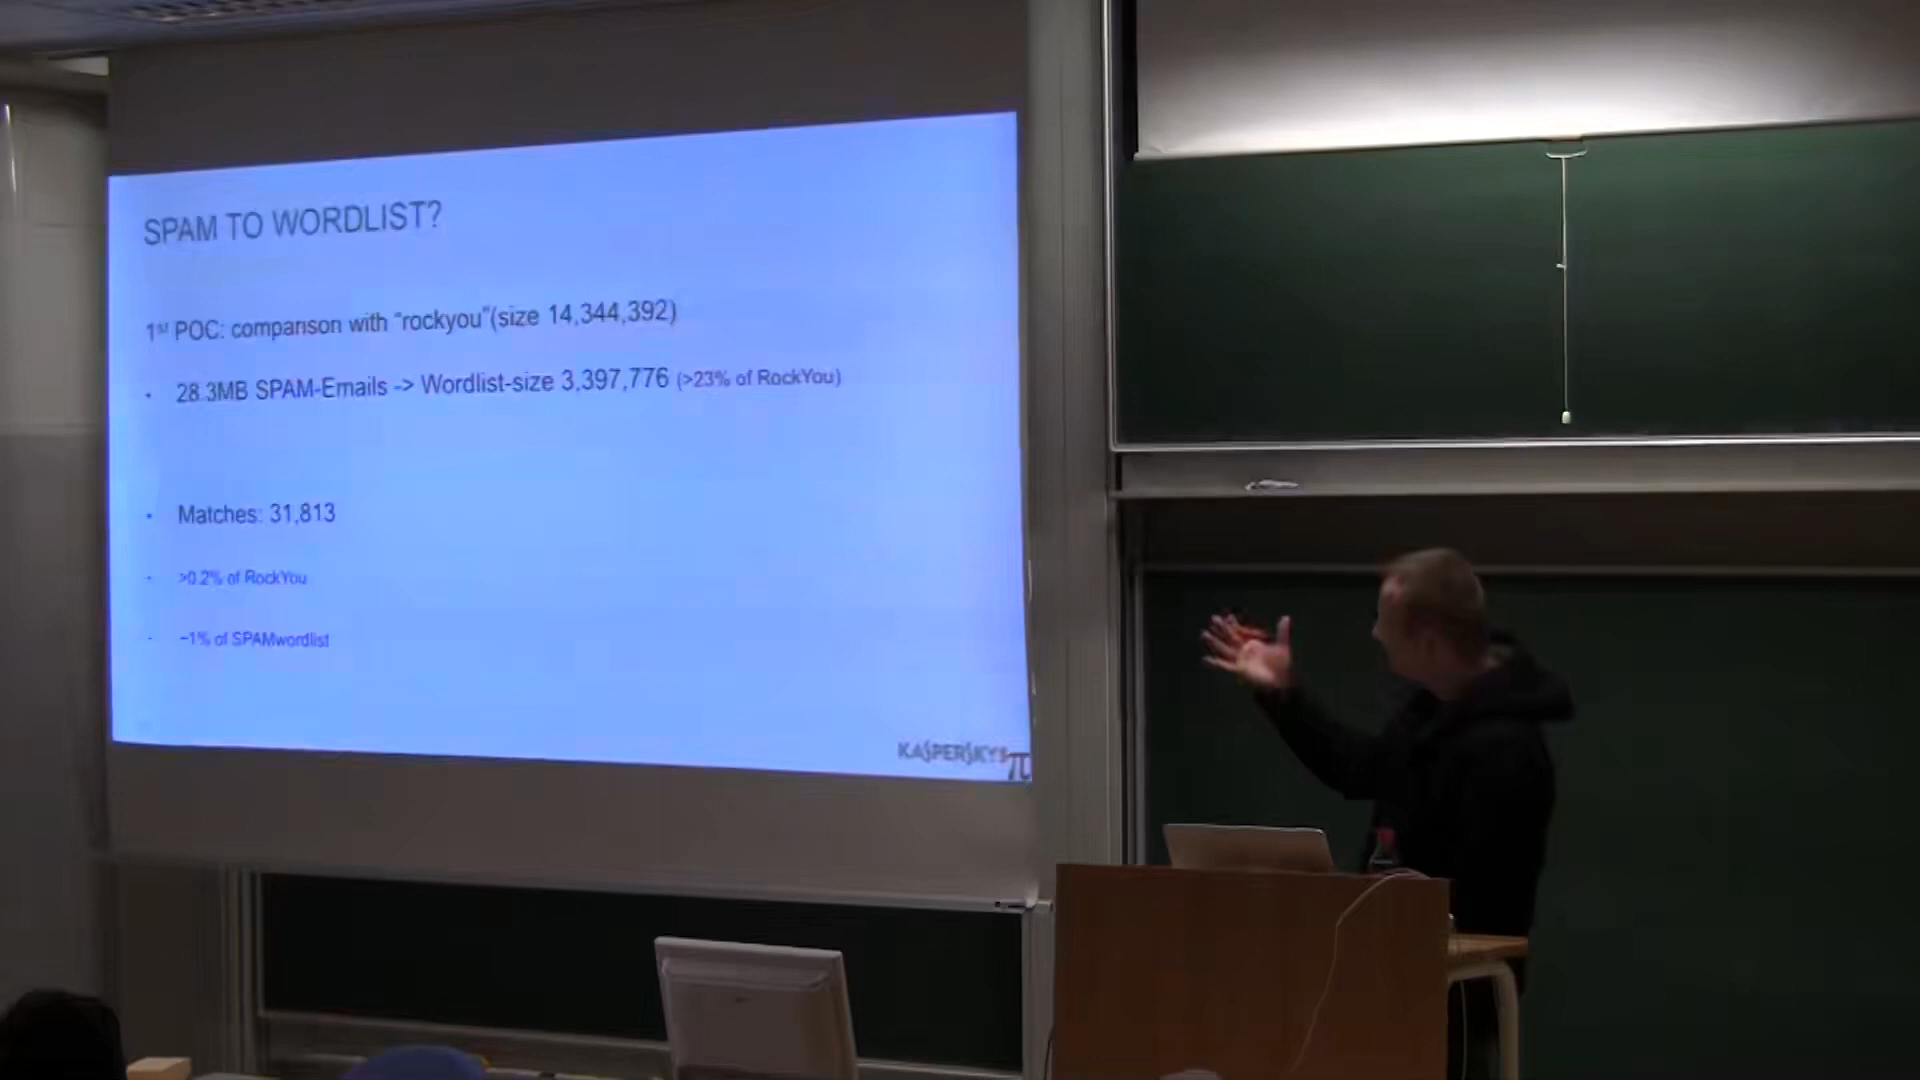 SPAM TO WORDLIST?
1st POC: comparison with “rockyou”(size 14,344,392)
· 28.3MB SPAM-Emails -> Wordlist-size 3,397,776 (>23% of RockYou)
· Matches: 31,813
· >0.2% of RockYou
· ~1% of SPAMwordlist
KASPERSKY
π